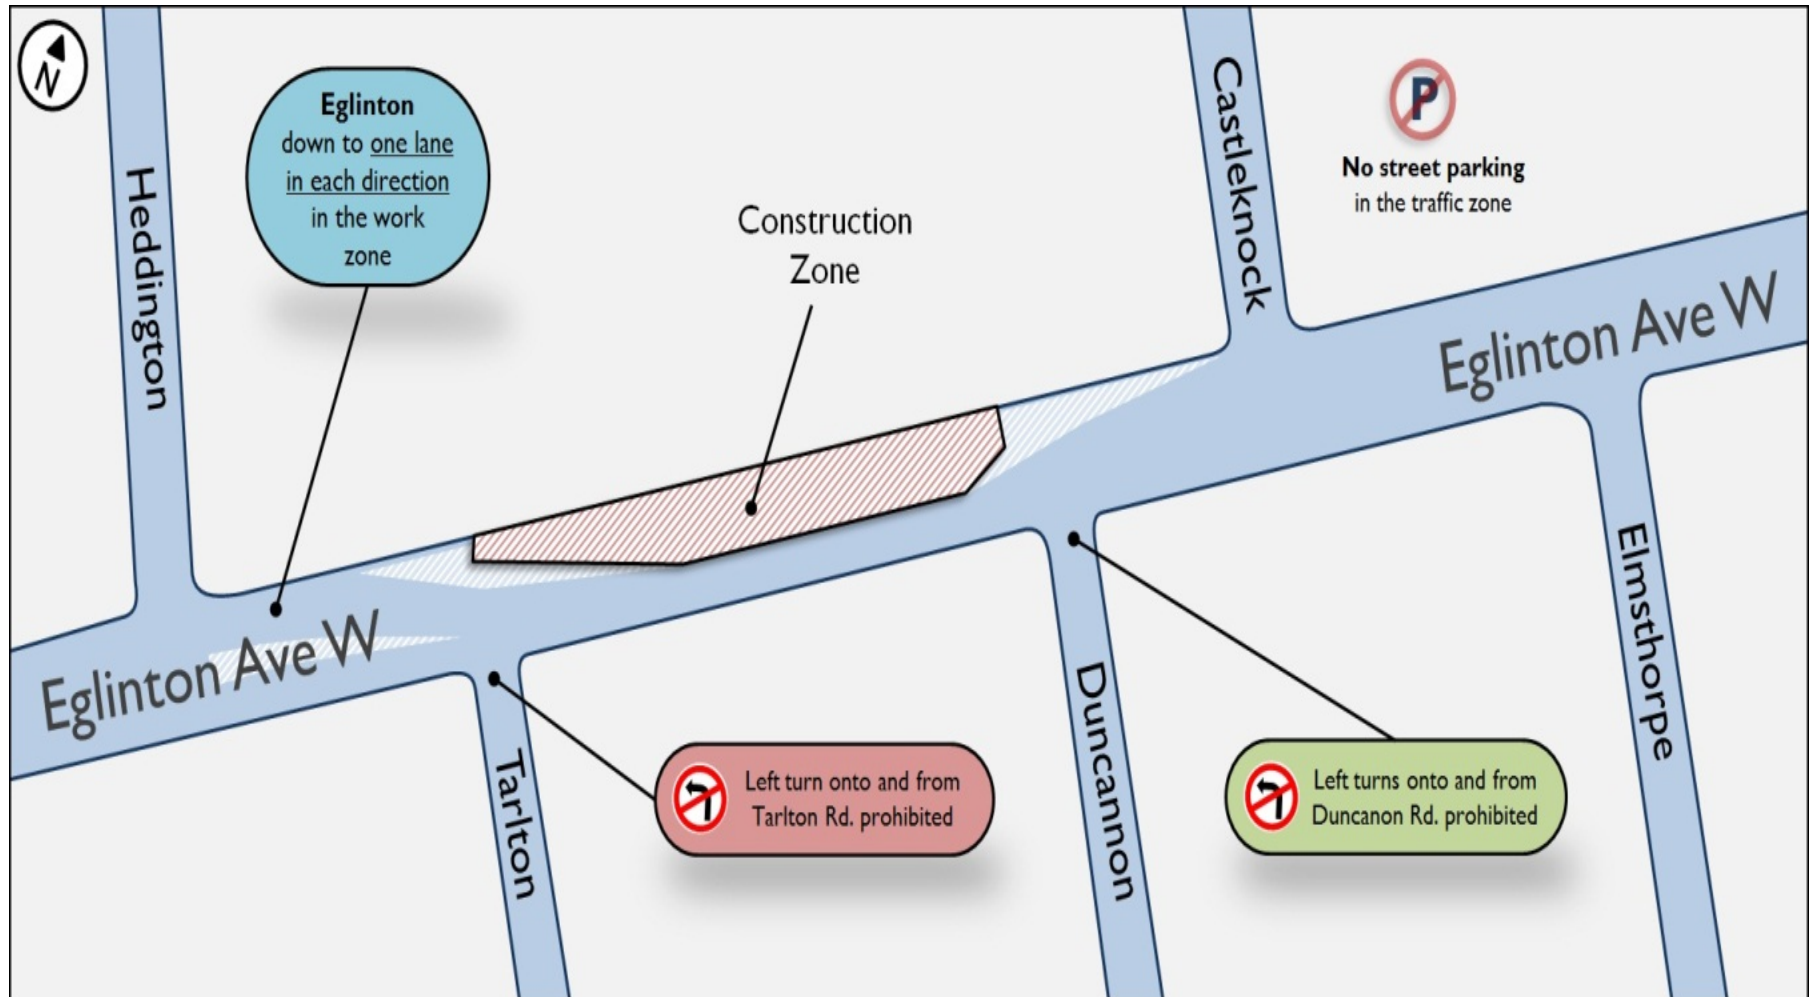 N
Heddington
Eglinton
down to one lane
in each direction
in the work
zone
Construction
Zone
Castleknock
P
No street parking
in the traffic zone
Eglinton Ave W
Eglinton Ave W
Tarlton
Left turn onto and from
Tarlton Rd. prohibited
Duncannon
Left turns onto and from
Duncanon Rd. prohibited
Elmsthorpe